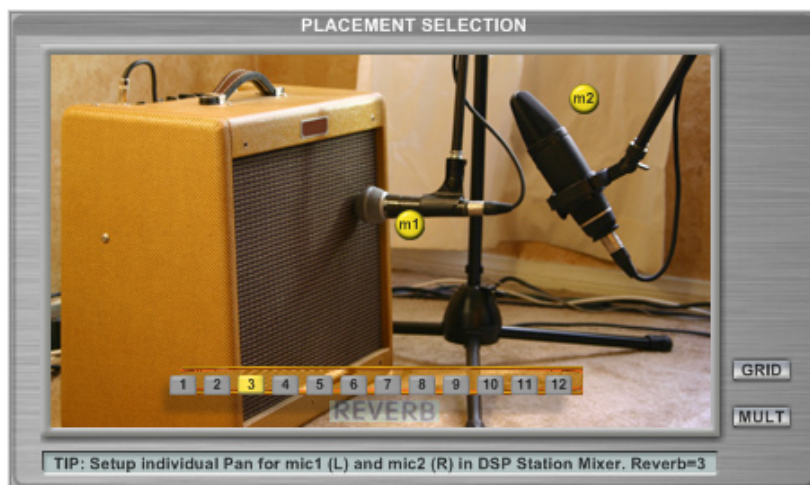 PLACEMENT SELECTION
m2
m1
1 2 3 4 5 6 7 8 9 10 11 12
REVERB
GRID
MULT
TIP: Setup individual Pan for mic1 (L) and mic2 (R) in DSP Station Mixer. Reverb=3